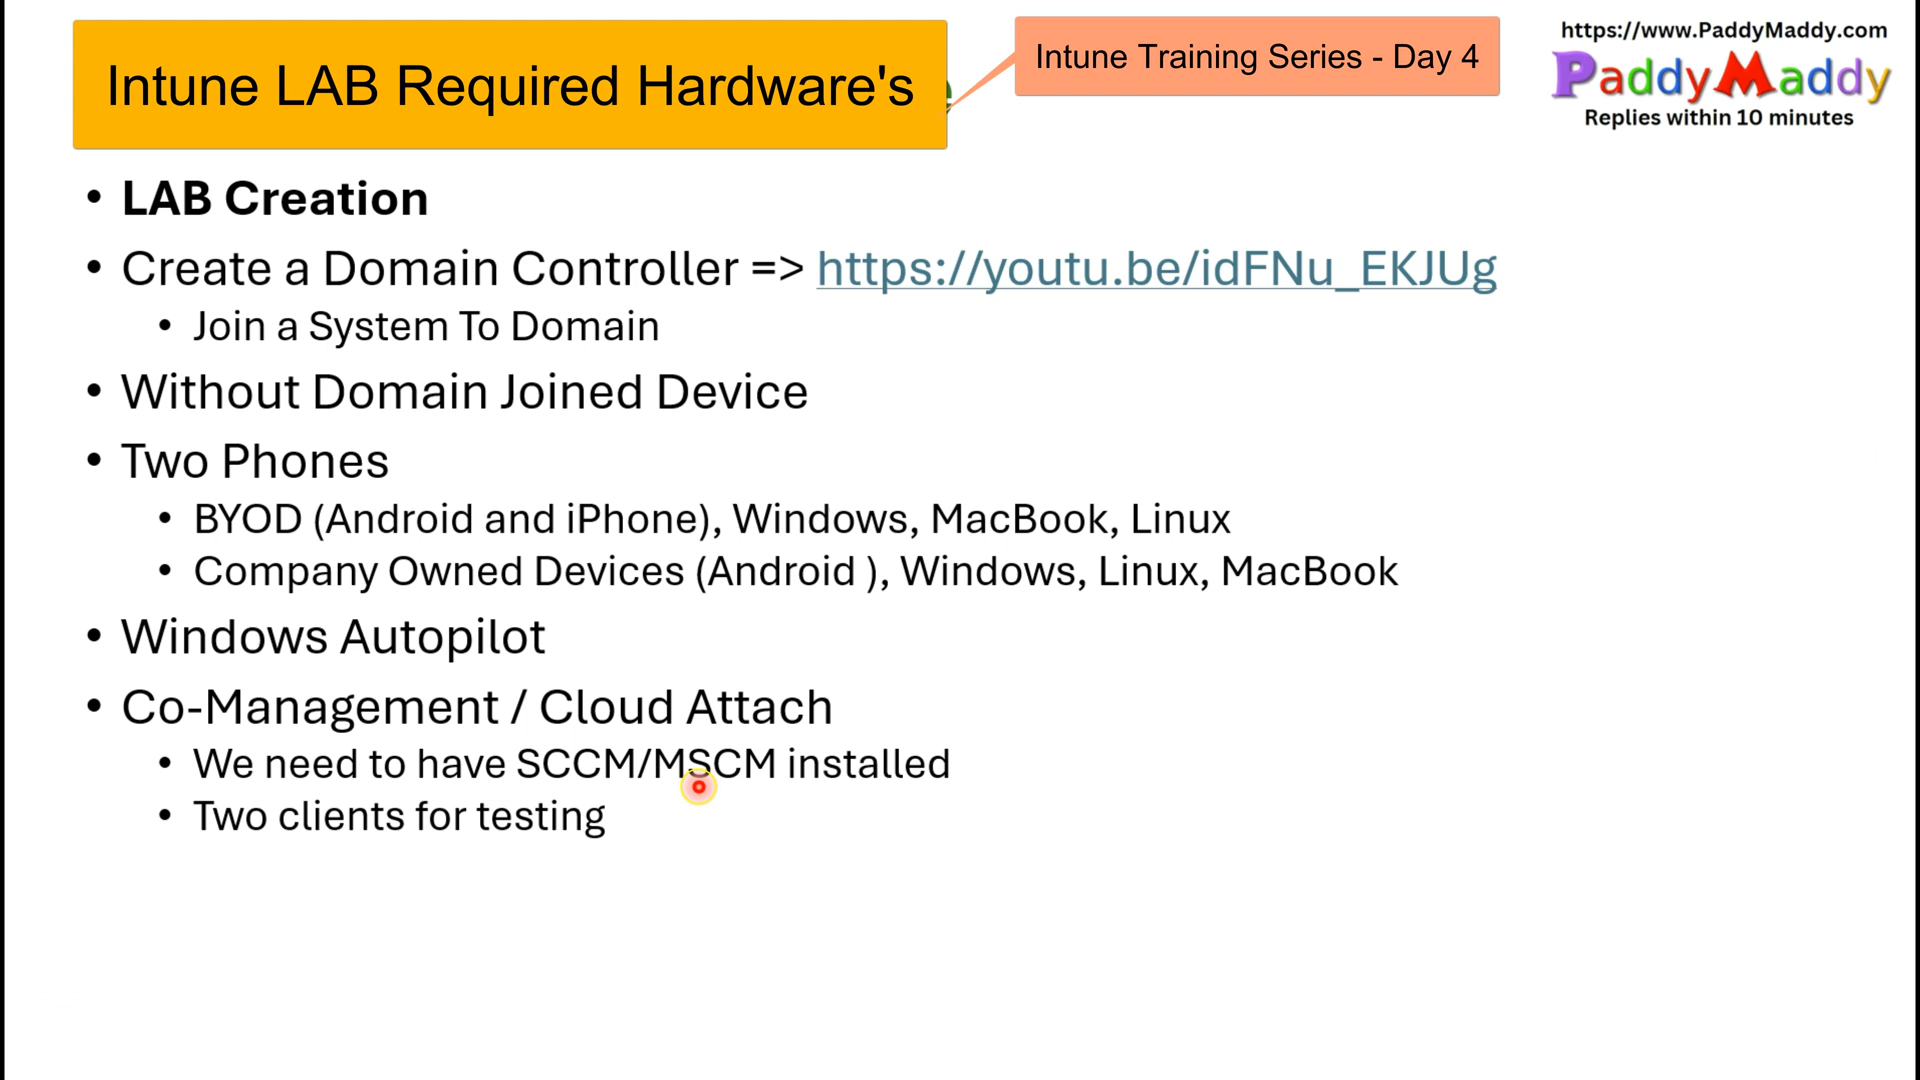 Intune LAB Required Hardware's
Intune Training Series - Day 4
https://www.PaddyMaddy.com
PaddyMaddy
Replies within 10 minutes
• LAB Creation
• Create a Domain Controller => https://youtu.be/idFNu_EKJUg
• Join a System To Domain
• Without Domain Joined Device
• Two Phones
• BYOD (Android and iPhone), Windows, MacBook, Linux
• Company Owned Devices (Android ), Windows, Linux, MacBook
• Windows Autopilot
• Co-Management / Cloud Attach
• We need to have SCCM/MSCM installed
• Two clients for testing